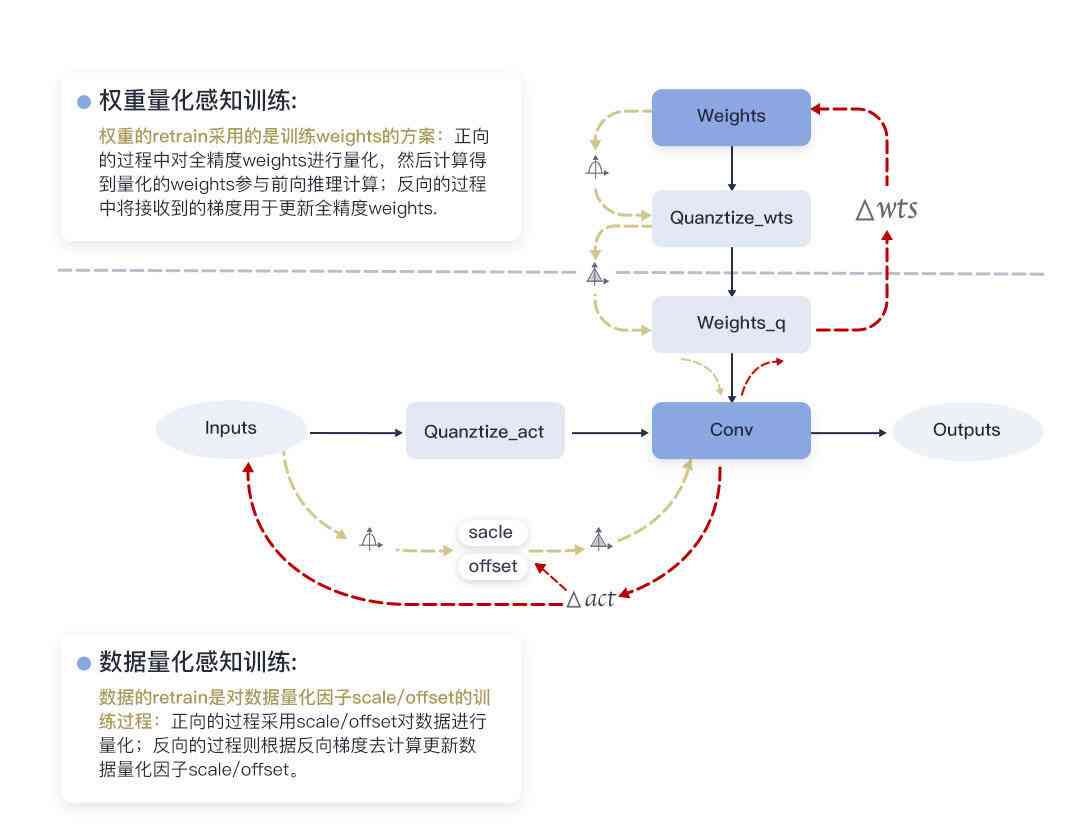 权重量化感知训练:
权重的retrain采用的是训练weights的方案：正向
的过程中对全精度weights进行量化，然后计算得
到量化的weights参与前向推理计算；反向的过程
中将接收到的梯度用于更新全精度weights.
Weights
Quanztize_wts
Δwts
Weights_q
Inputs
Quanztize_act
Conv
Outputs
sacle
offset
Δact
数据量化感知训练:
数据的retrain是对数据量化因子scale/offset的训
练过程：正向的过程采用scale/offset对数据进行
量化；反向的过程则根据反向梯度去计算更新数
据量化因子scale/offset。